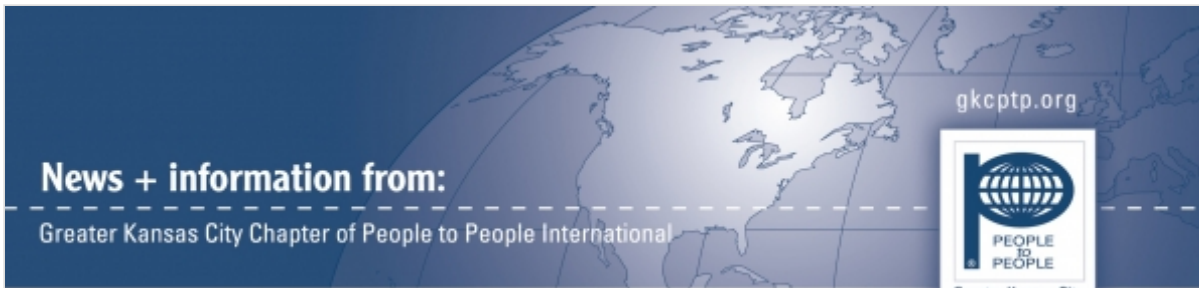 gkcptp.org
News + information from:
Greater Kansas City Chapter of People to People International
PEOPLE
to
PEOPLE
®